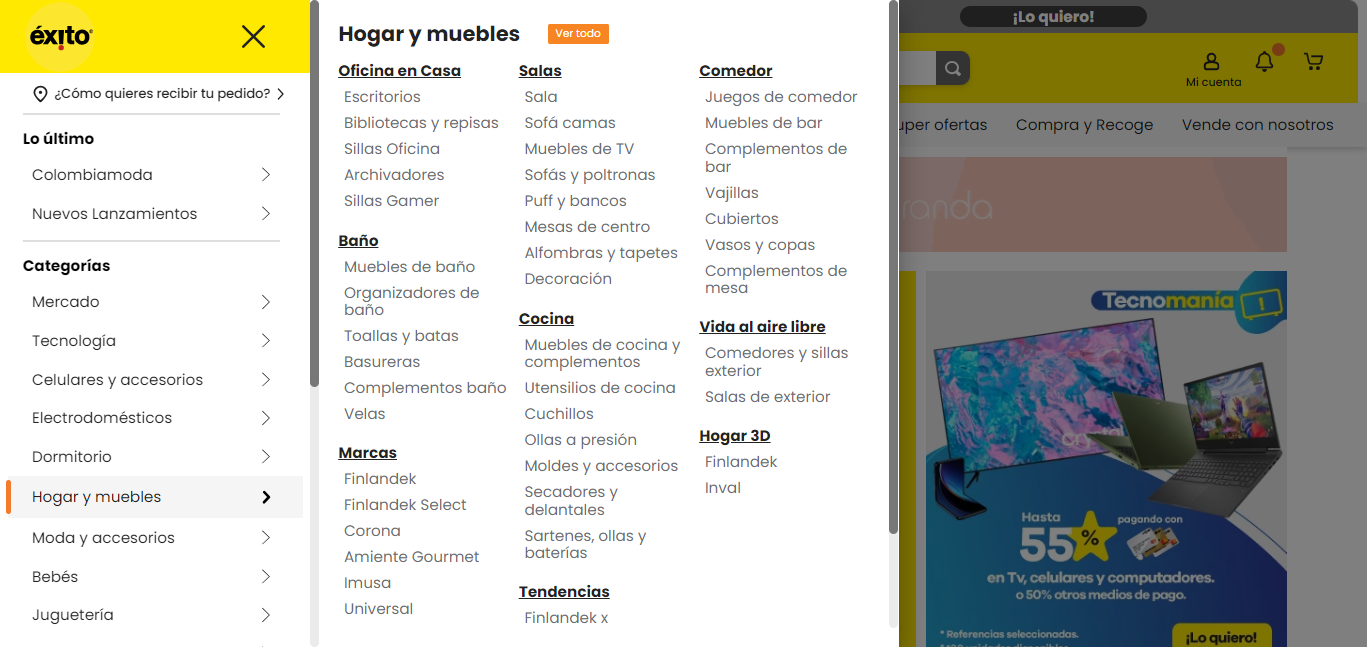 éxito
¿Cómo quieres recibir tu pedido?
Lo último
Colombiamoda
Nuevos Lanzamientos
Categorías
Mercado
Tecnología
Celulares y accesorios
Electrodomésticos
Dormitorio
Hogar y muebles
Moda y accesorios
Bebés
Juguetería
Hogar y muebles
Ver todo
Oficina en Casa
Escritorios
Bibliotecas y repisas
Sillas Oficina
Archivadores
Sillas Gamer
Baño
Muebles de baño
Organizadores de
baño
Toallas y batas
Basureras
Complementos baño
Velas
Marcas
Finlandek
Finlandek Select
Corona
Amiente Gourmet
Imusa
Universal
Salas
Sala
Sofá camas
Muebles de TV
Sofás y poltronas
Puff y bancos
Mesas de centro
Alfombras y tapetes
Decoración
Cocina
Muebles de cocina y
complementos
Utensilios de cocina
Cuchillos
Ollas a presión
Moldes y accesorios
Secadores y
delantales
Sartenes, ollas y
baterías
Tendencias
Finlandek x
Comedor
Juegos de comedor
Muebles de bar
Complementos de
bar
Vajillas
Cubiertos
Vasos y copas
Complementos de
mesa
Vida al aire libre
Comedores y sillas
exterior
Salas de exterior
Hogar 3D
Finlandek
Inval
¡Lo quiero!
Mi cuenta
uper ofertas
Compra y Recoge
Vende con nosotros
randa
Tecnomanía
Hasta
55%
pagando con
en Tv, celulares y computadores.
o 50% otros medios de pago.
¡Lo quiero!
* Referencias seleccionadas.